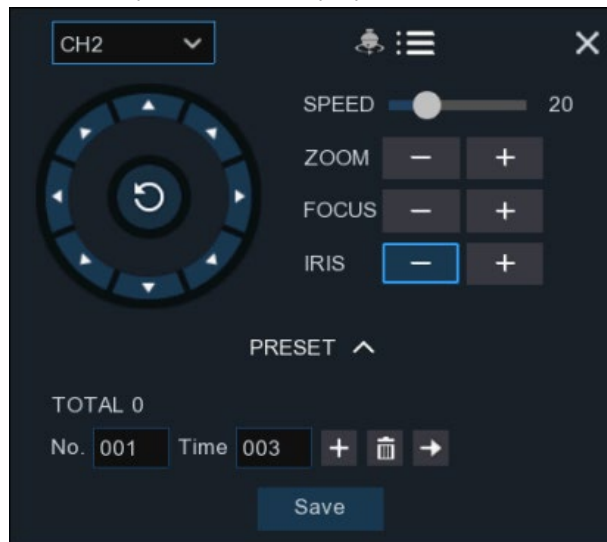 CH2
SPEED 20
ZOOM − +
FOCUS − +
IRIS − +
PRESET
TOTAL 0
No. 001 Time 003 +
Save